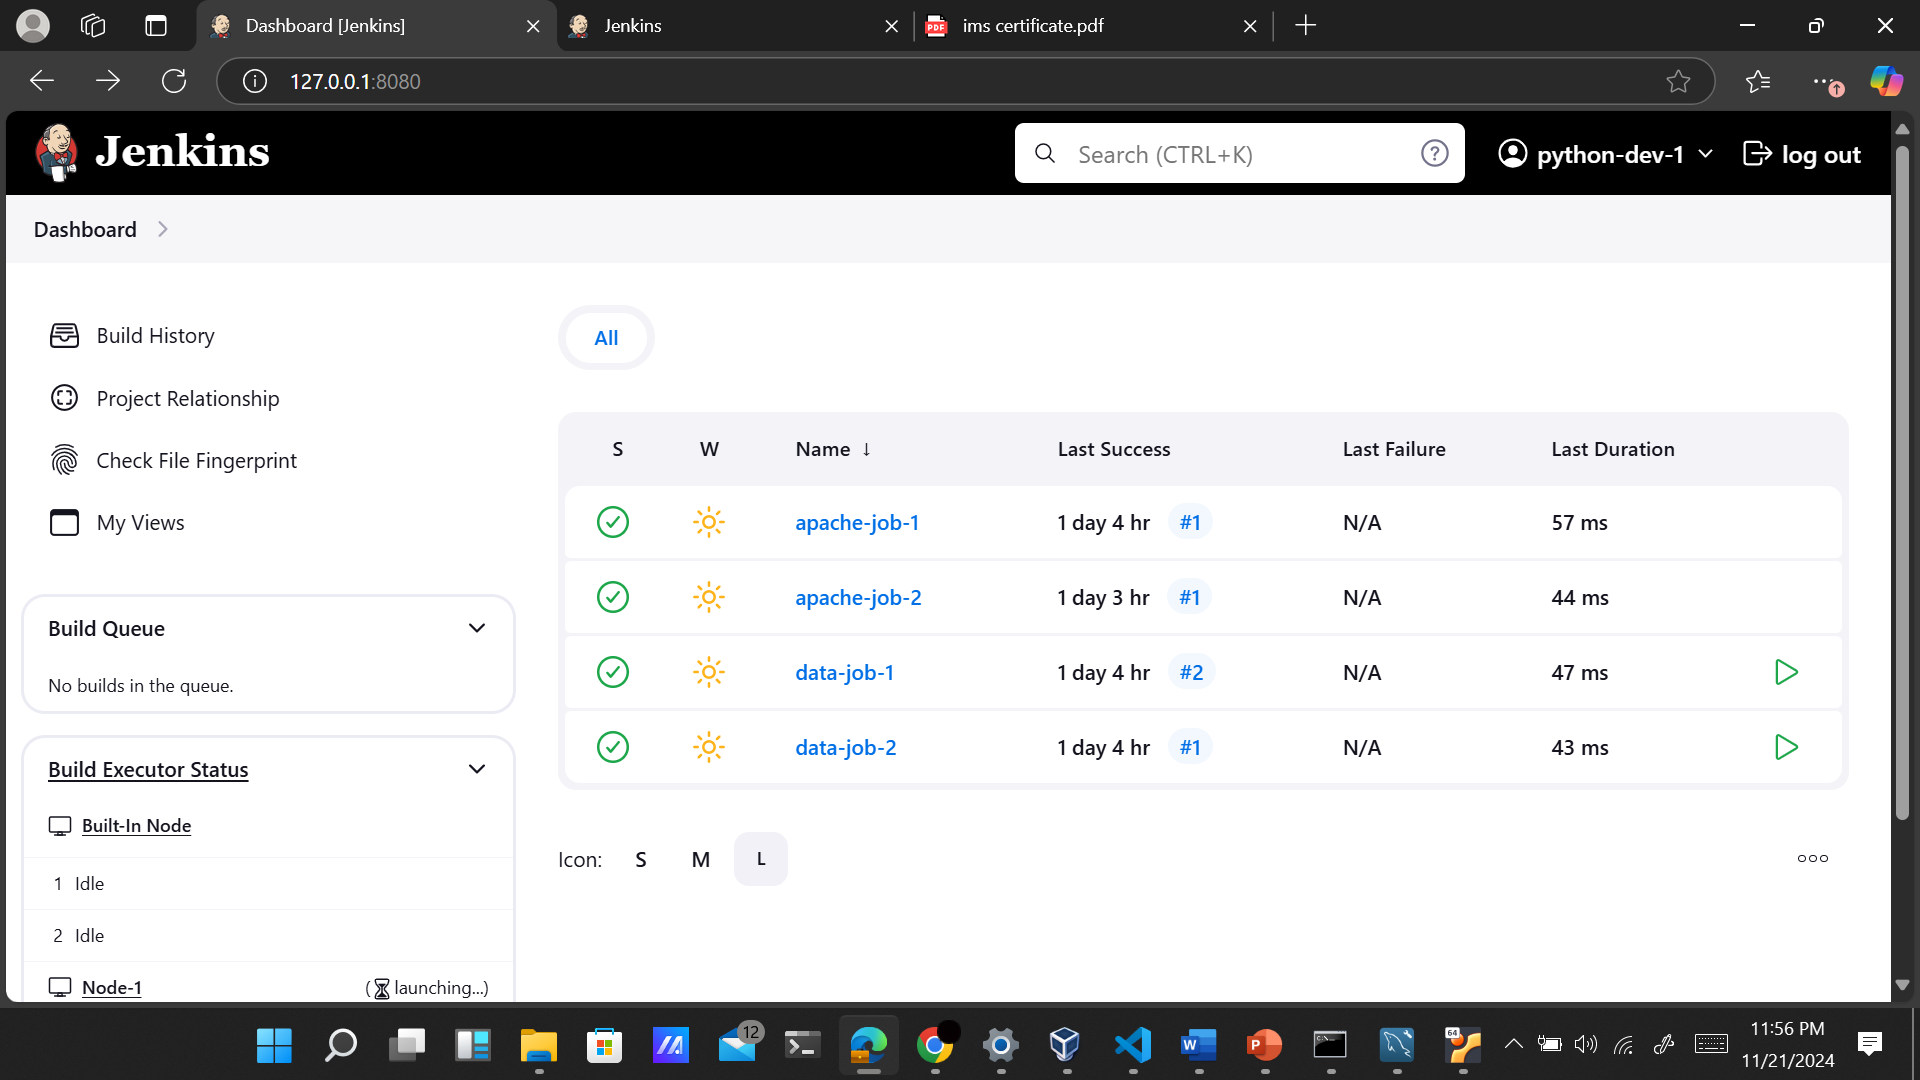 Dashboard [Jenkins]
Jenkins
PDF
ims certificate.pdf
127.0.0.1:8080
Jenkins
Search (CTRL+K)
python-dev-1
log out
Dashboard
Build History
Project Relationship
Check File Fingerprint
My Views
Build Queue
No builds in the queue.
Build Executor Status
Built-In Node
1 Idle
2 Idle
Node-1 (launching...)
All
S W Name ↓ Last Success Last Failure Last Duration
apache-job-1 1 day 4 hr #1 N/A 57 ms
apache-job-2 1 day 3 hr #1 N/A 44 ms
data-job-1 1 day 4 hr #2 N/A 47 ms
data-job-2 1 day 4 hr #1 N/A 43 ms
Icon: S M L
12
W
P
64
11:56 PM
11/21/2024